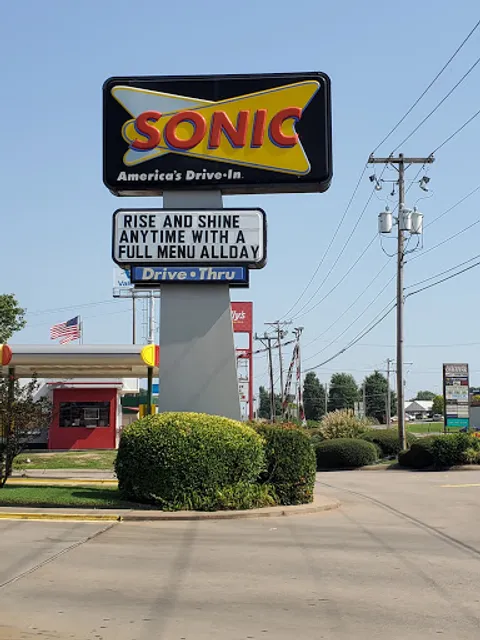 SONIC
America's Drive-In
RISE AND SHINE
ANYTIME WITH A
FULL MENU ALLDAY
Drive • Thru